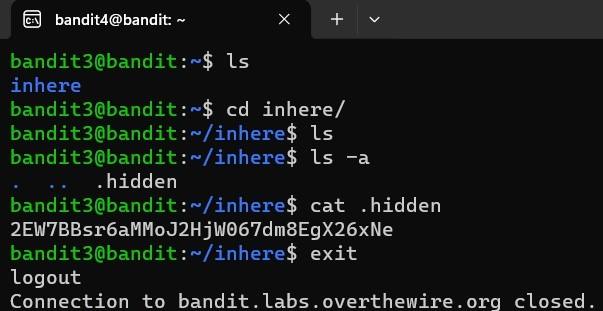 bandit4@bandit: ~
bandit3@bandit:~$ ls
inhere
bandit3@bandit:~$ cd inhere/
bandit3@bandit:~/inhere$ ls
bandit3@bandit:~/inhere$ ls -a
. .. .hidden
bandit3@bandit:~/inhere$ cat .hidden
2EW7BBsr6aMMoJ2HjW067dm8EgX26xNe
bandit3@bandit:~/inhere$ exit
logout
Connection to bandit.labs.overthewire.org closed.